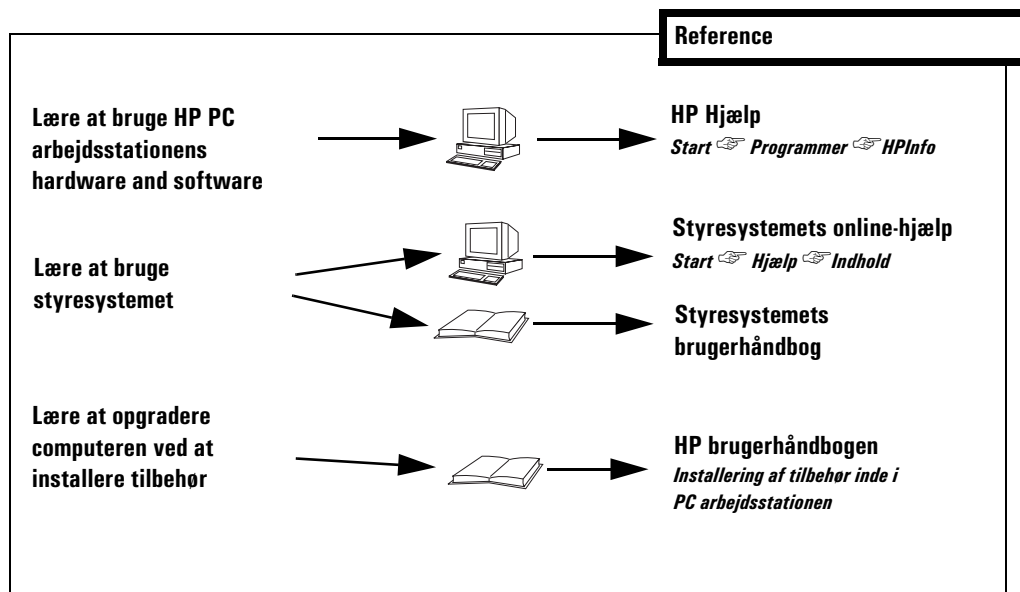 Reference
Lære at bruge HP PC
arbejdsstationens
hardware and software
HP Hjælp
Start ☞ Programmer ☞ HPInfo
Lære at bruge
styresystemet
Styresystemets online-hjælp
Start ☞ Hjælp ☞ Indhold
Styresystemets
brugerhåndbog
Lære at opgradere
computeren ved at
installere tilbehør
HP brugerhåndbogen
Installering af tilbehør inde i
PC arbejdsstationen